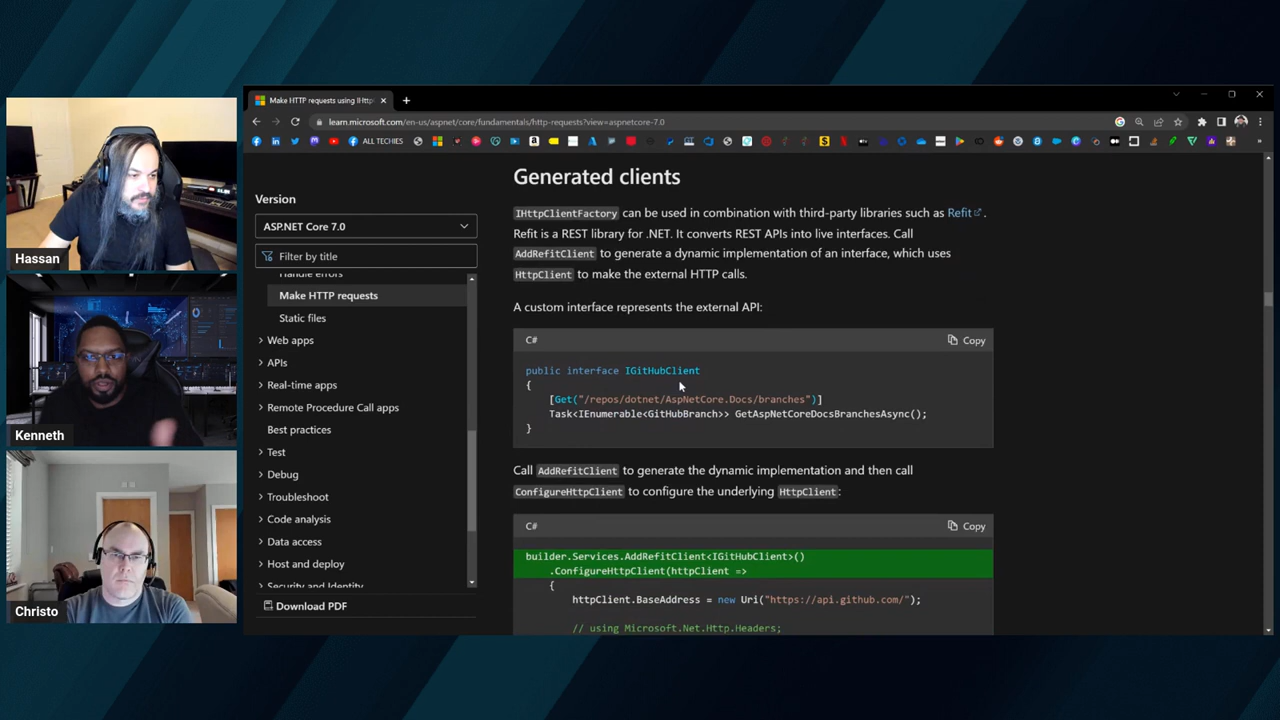 Hassan
Kenneth
Christo
Make HTTP requests using IHttp
learn.microsoft.com/en-us/aspnet/core/fundamentals/http-requests?view=aspnetcore-7.0
ALL TECHIES
Version
ASP.NET Core 7.0
Filter by title
Handle errors
Make HTTP requests
Static files
Web apps
APIs
Real-time apps
Remote Procedure Call apps
Best practices
Test
Debug
Troubleshoot
Code analysis
Data access
Host and deploy
Security and Identity
Download PDF
Generated clients
IHttpClientFactory can be used in combination with third-party libraries such as Refit .
Refit is a REST library for .NET. It converts REST APIs into live interfaces. Call
AddRefitClient to generate a dynamic implementation of an interface, which uses
HttpClient to make the external HTTP calls.
A custom interface represents the external API:
C#
Copy
public interface IGitHubClient
{
[Get("/repos/dotnet/AspNetCore.Docs/branches")]
Task<IEnumerable<GitHubBranch>> GetAspNetCoreDocsBranchesAsync();
}
Call AddRefitClient to generate the dynamic implementation and then call
ConfigureHttpClient to configure the underlying HttpClient:
C#
Copy
builder.Services.AddRefitClient<IGitHubClient>()
.ConfigureHttpClient(httpClient =>
{
httpClient.BaseAddress = new Uri("https://api.github.com/");
// using Microsoft.Net.Http.Headers;